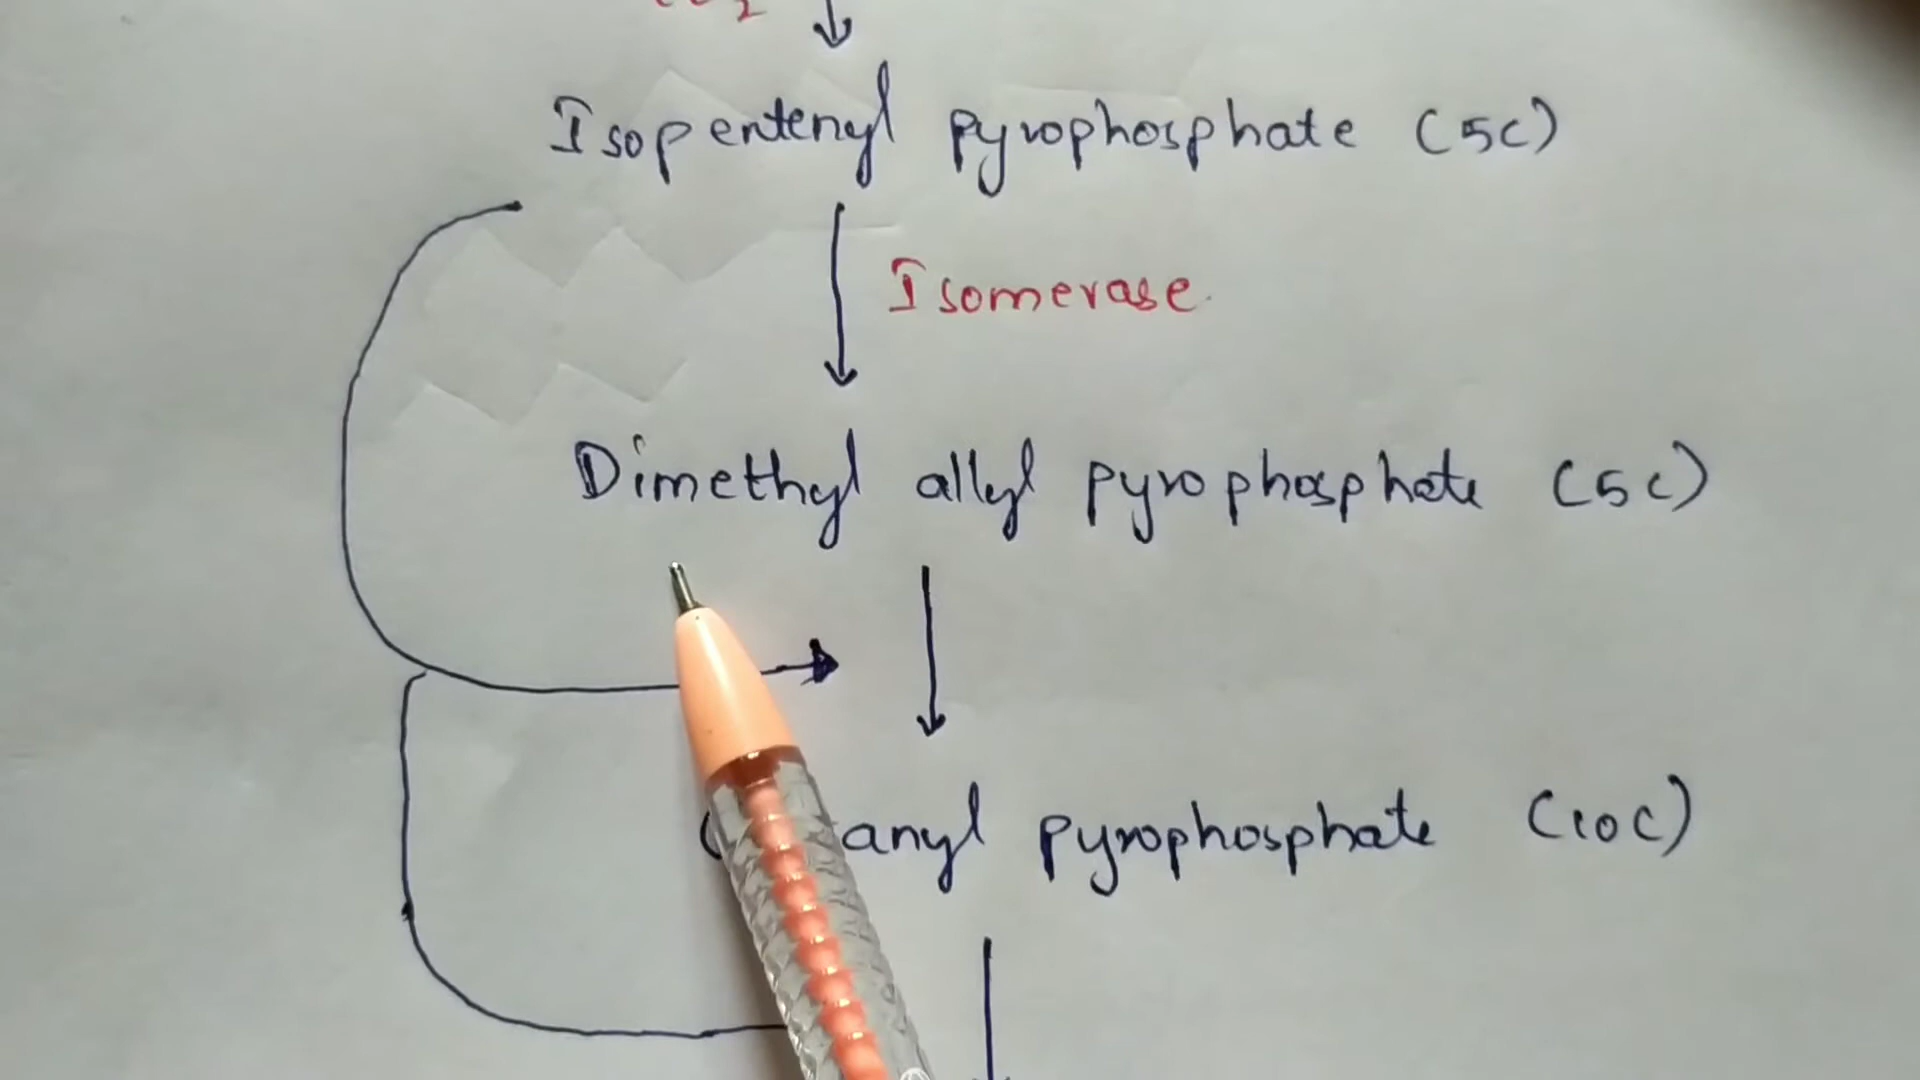 Isopentenyl pyrophosphate (5C)
Isomerase
Dimethyl allyl pyrophosphate (5C)
anyl pyrophosphate (10C)